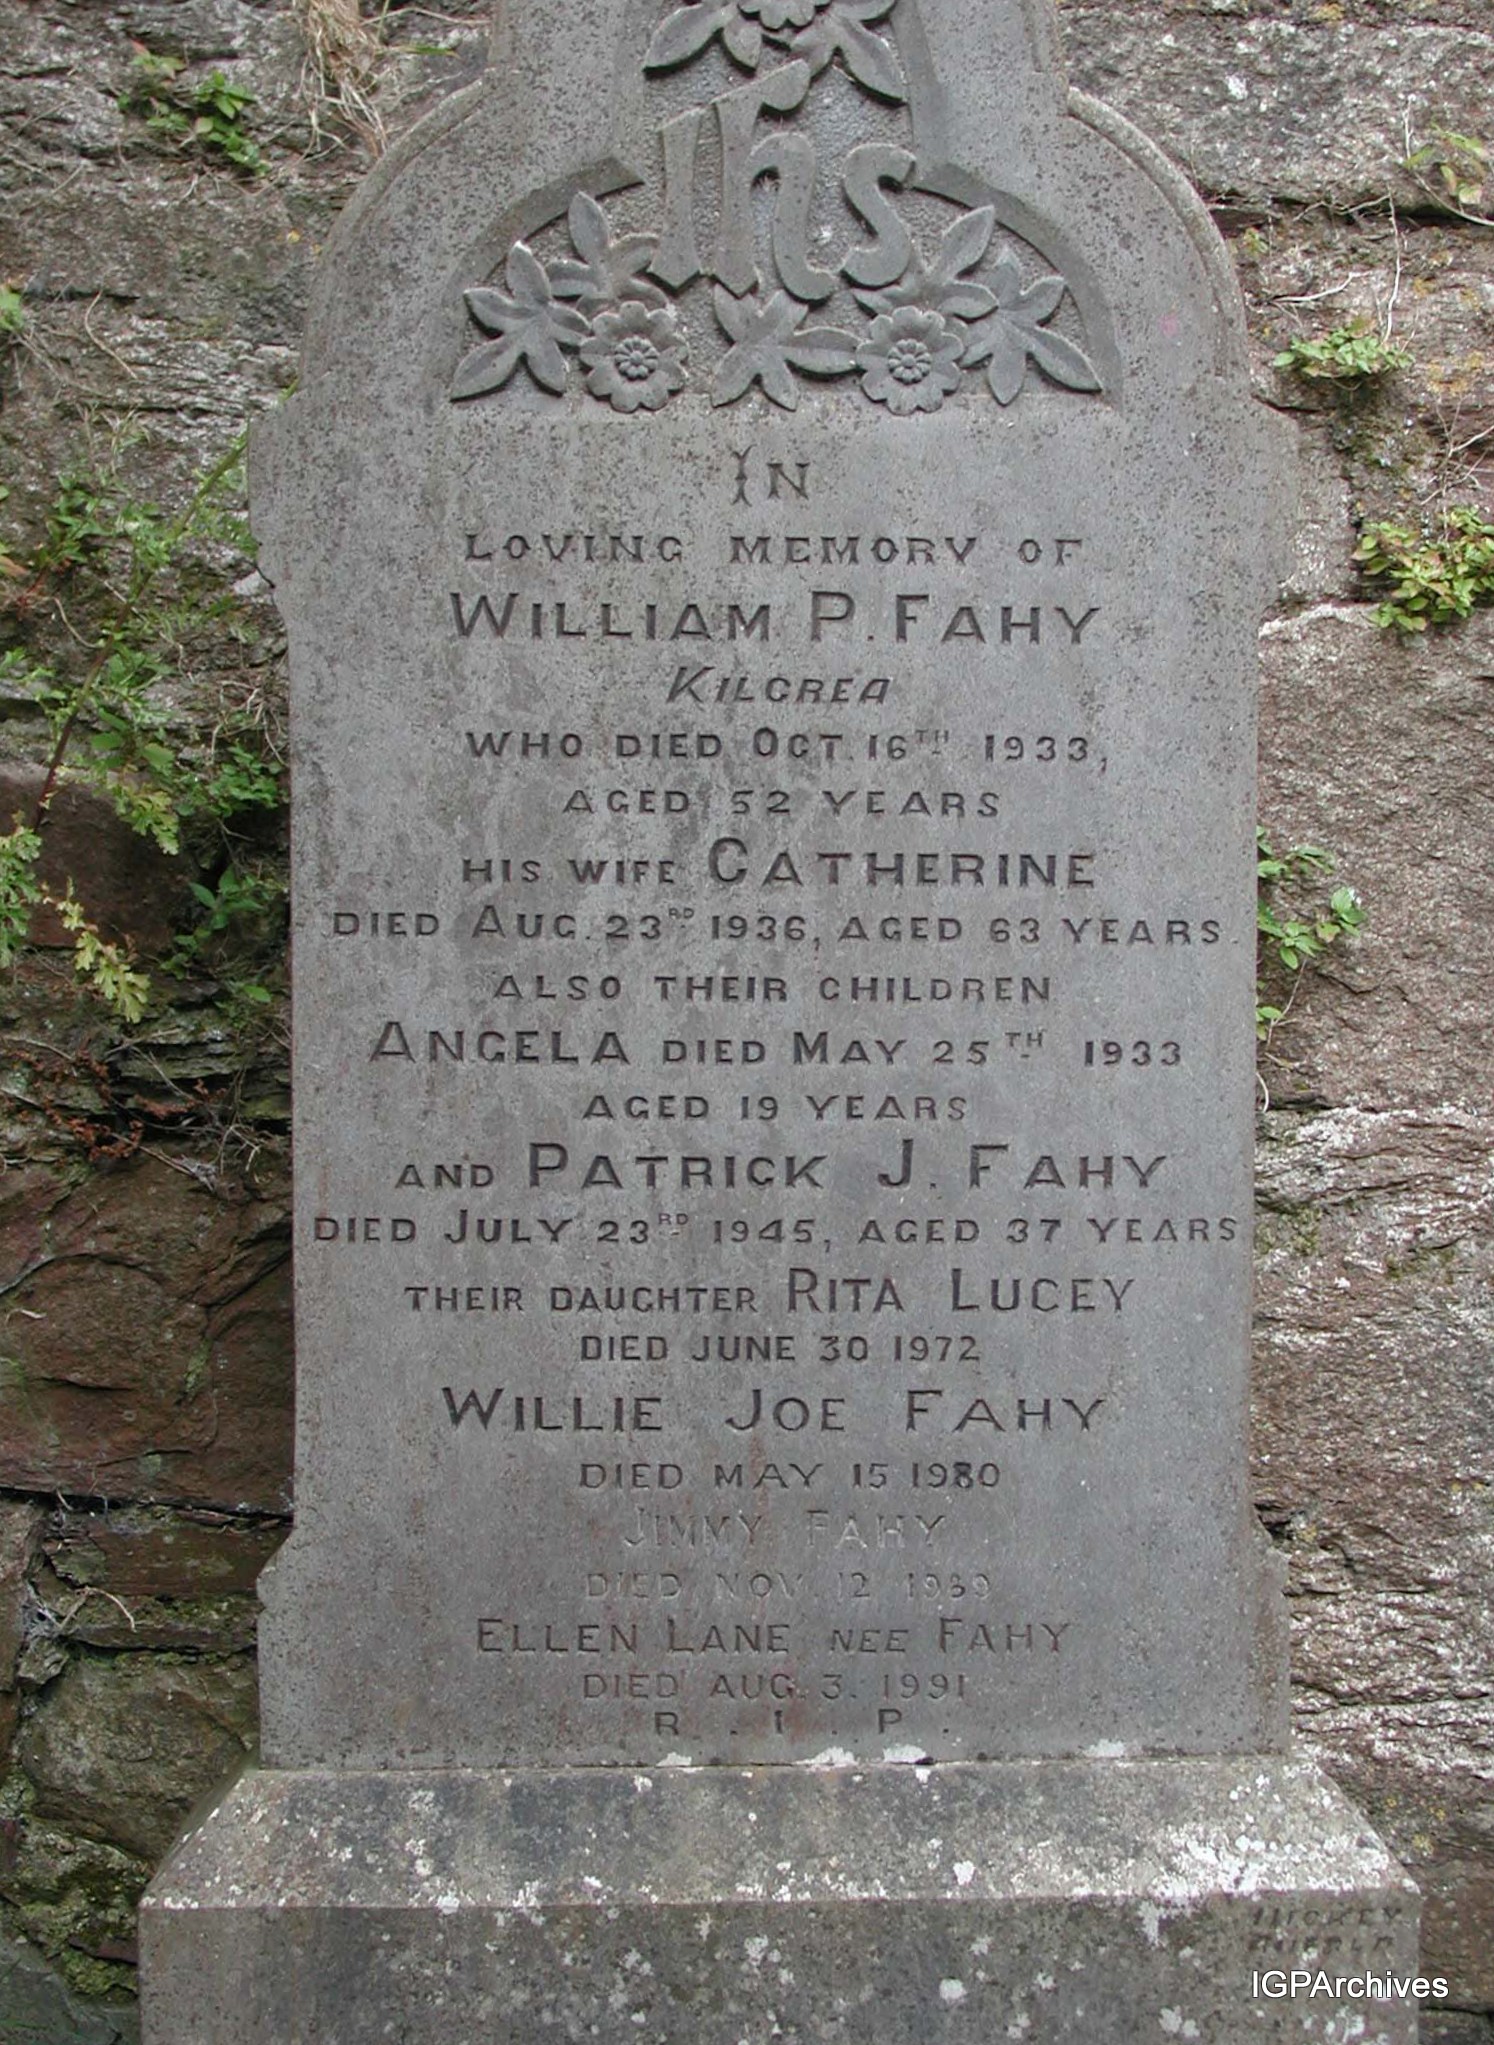 IHS
IN
LOVING MEMORY OF
WILLIAM P. FAHY
KILCREA
WHO DIED OCT. 16TH 1933,
AGED 52 YEARS
HIS WIFE CATHERINE
DIED AUG. 23RD 1936, AGED 63 YEARS.
ALSO THEIR CHILDREN
ANGELA DIED MAY 25TH 1933
AGED 19 YEARS
AND PATRICK J. FAHY
DIED JULY 23RD 1945, AGED 37 YEARS
THEIR DAUGHTER RITA LUCEY
DIED JUNE 30 1972
WILLIE JOE FAHY
DIED MAY 15 1980
JIMMY FAHY
DIED NOV. 12 1989
ELLEN LANE NEE FAHY
DIED AUG. 3. 1991
R . I . P .
HICKEY
IGPArchives